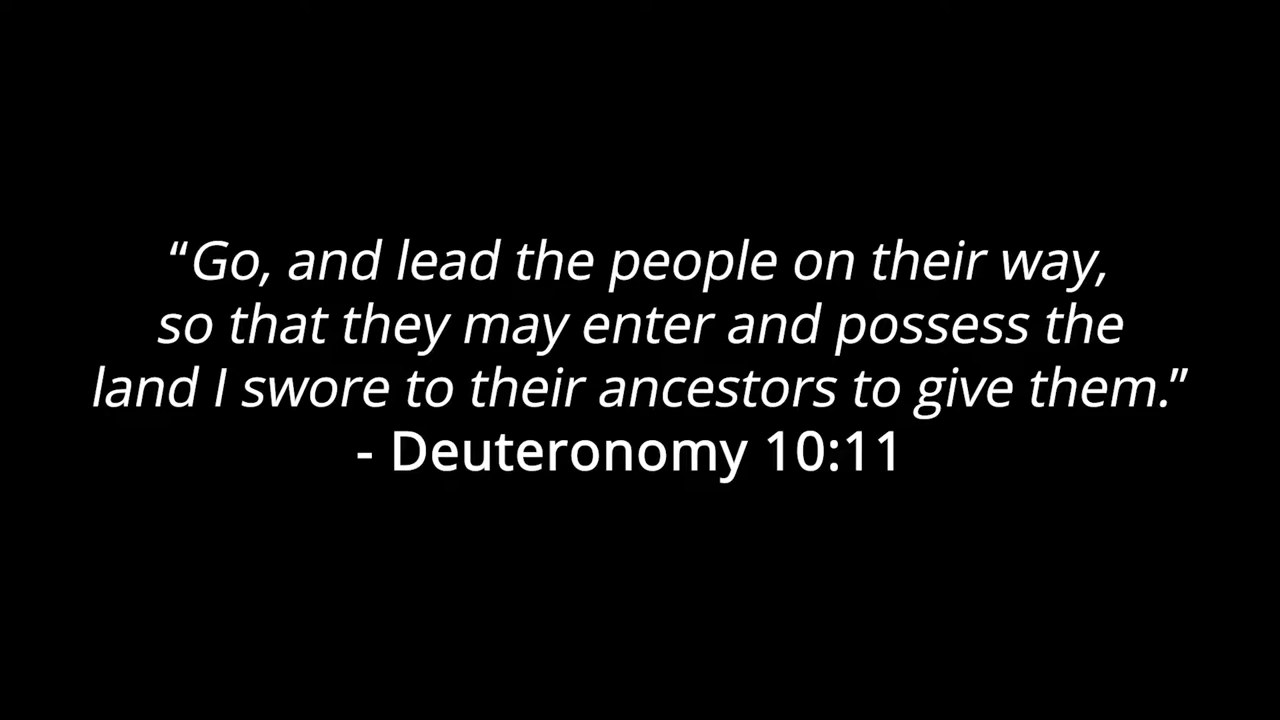 “Go, and lead the people on their way,
so that they may enter and possess the
land I swore to their ancestors to give them.”
- Deuteronomy 10:11